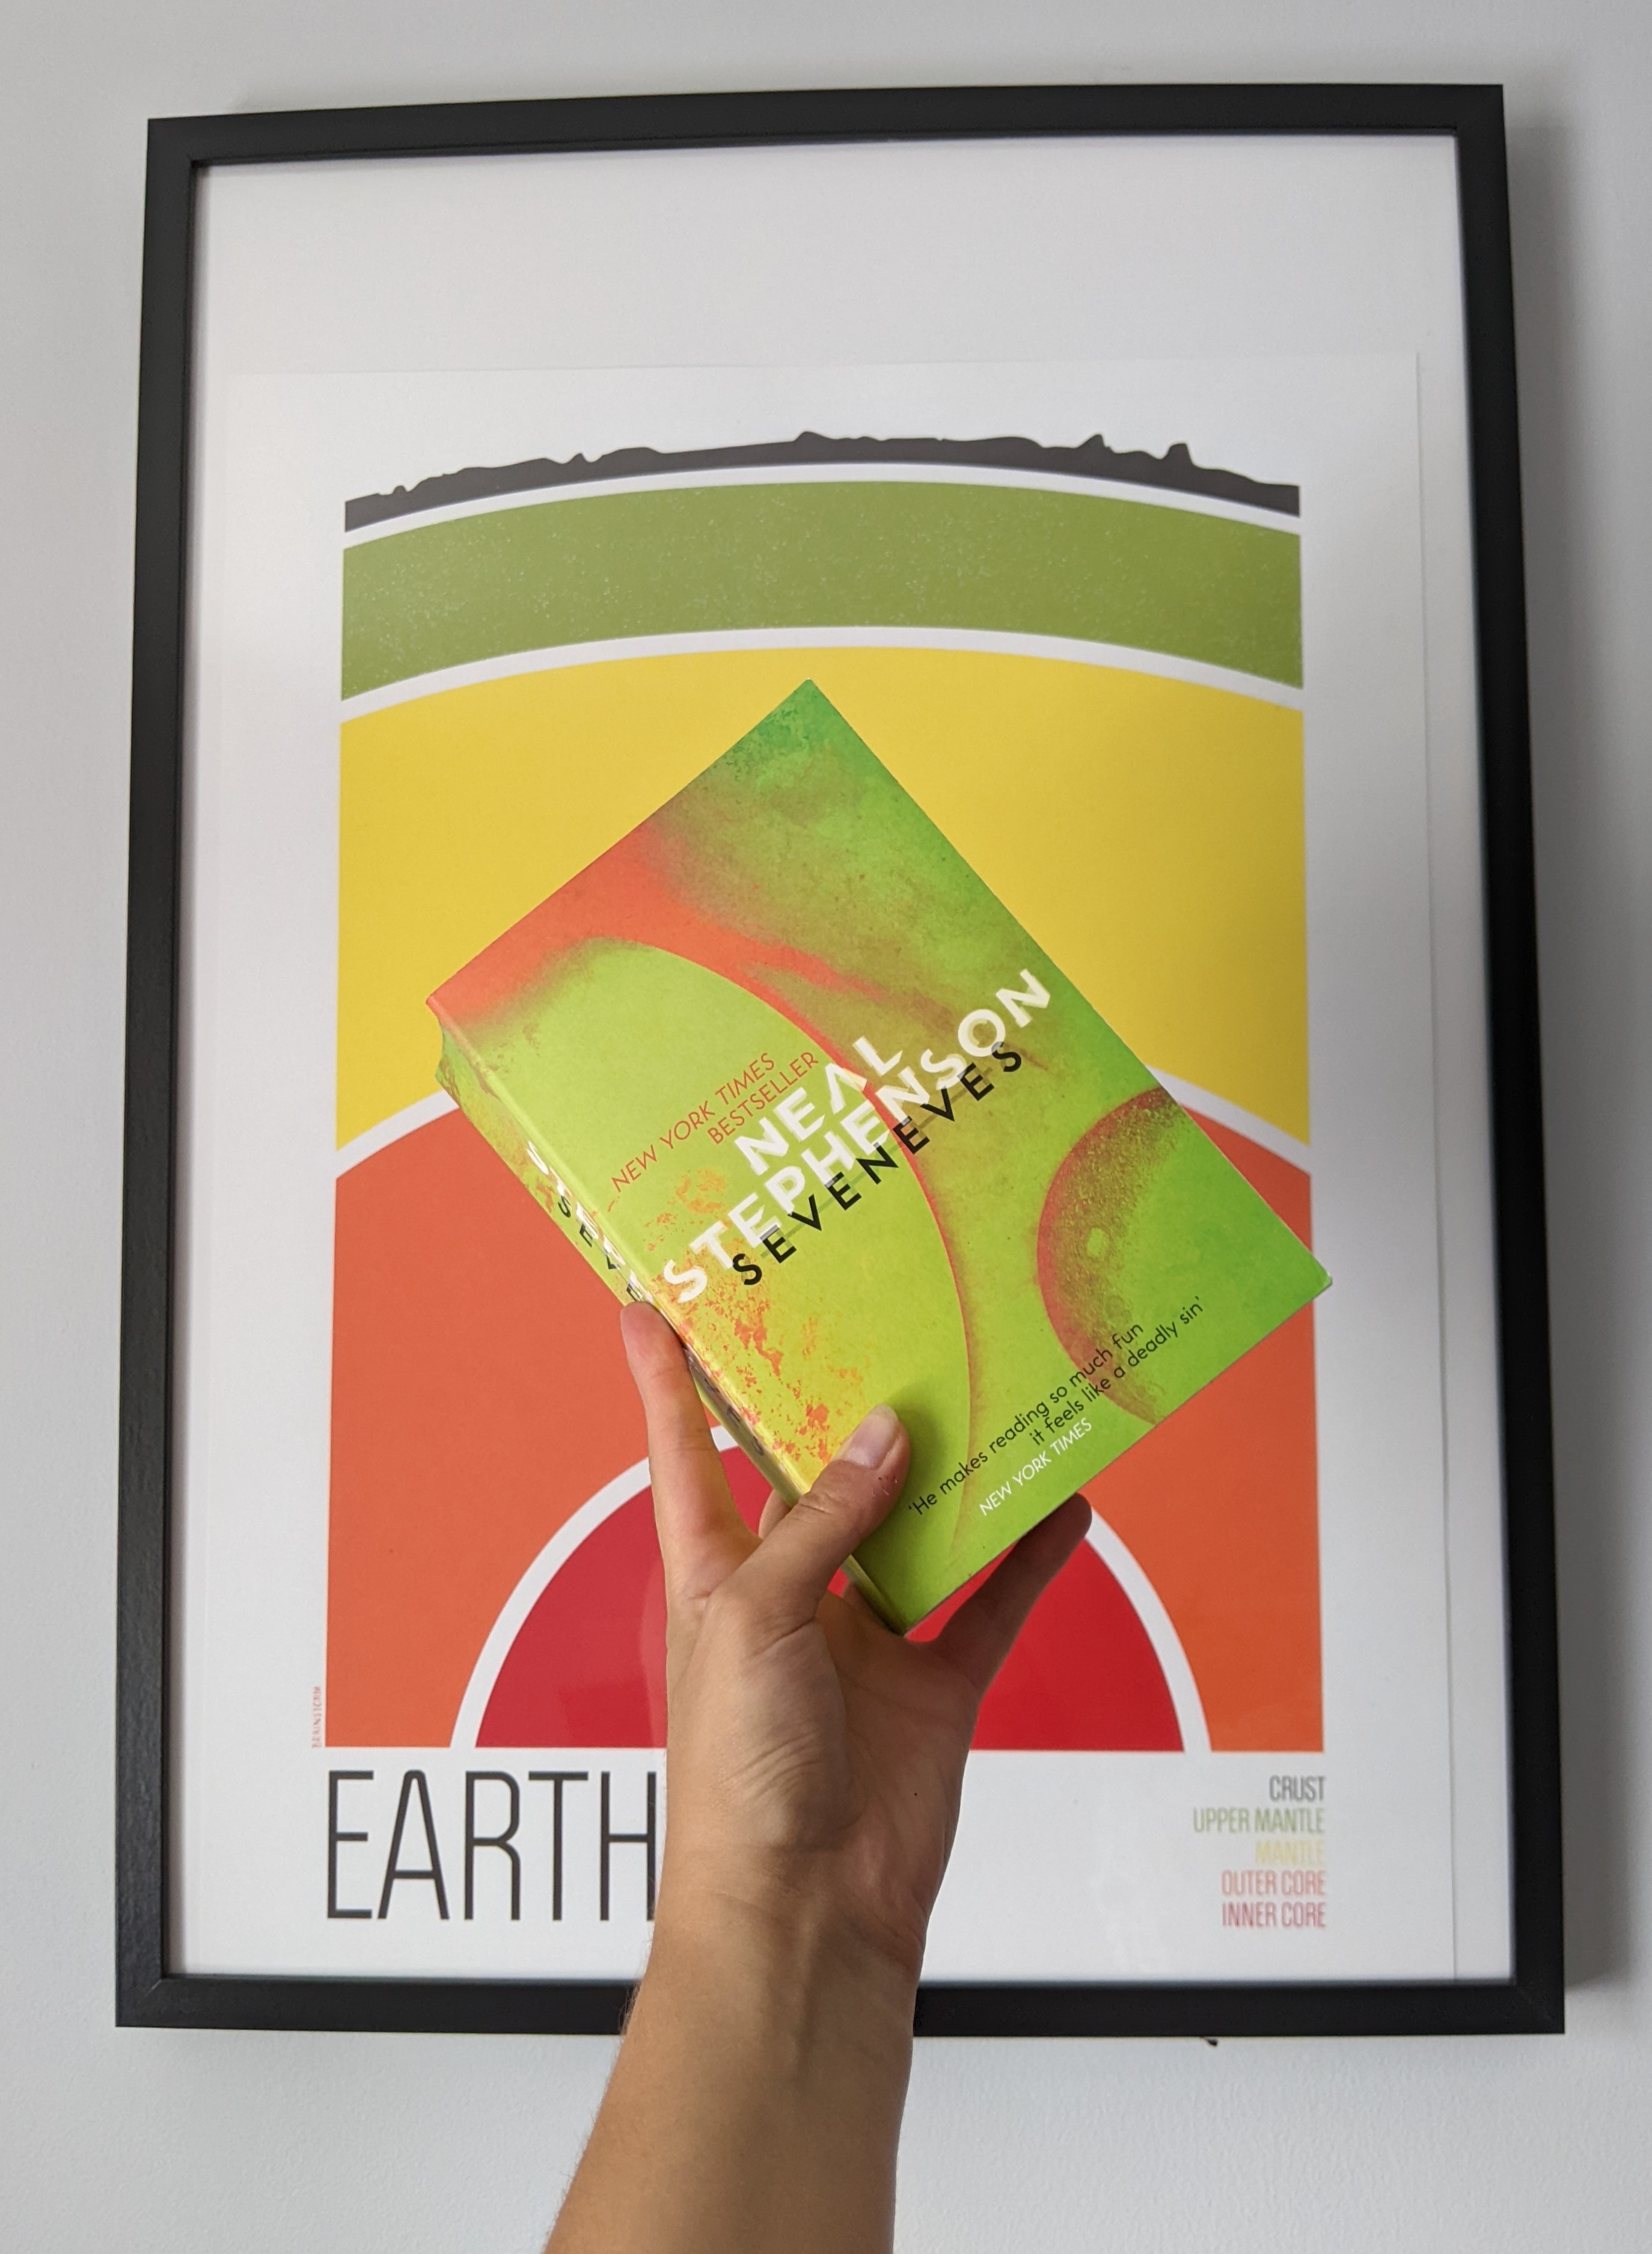 NEW YORK TIMES
BESTSELLER
NEAL
STEPHENSON
SEVENEVES
'He makes reading so much fun
it feels like a deadly sin'
NEW YORK TIMES
BRAINSTORM
EARTH
CRUST
UPPER MANTLE
MANTLE
OUTER CORE
INNER CORE